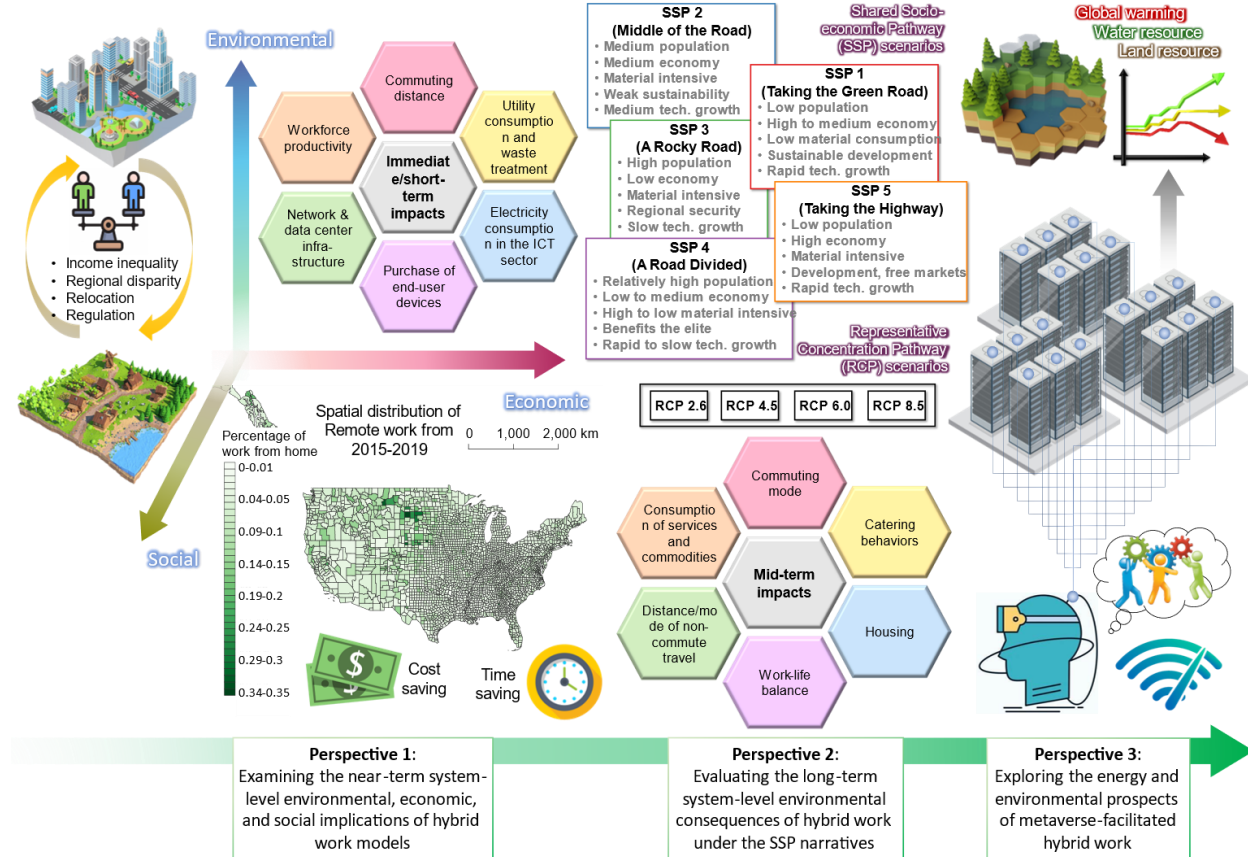 Environmental
Commuting
distance
Workforce
productivity
Utility
consumptio
n and
waste
treatment
Immediat
e/short-
term
impacts
Network &
data center
infra-
structure
Electricity
consumptio
n in the ICT
sector
Purchase of
end-user
devices
• Income inequality
• Regional disparity
• Relocation
• Regulation
SSP 2
(Middle of the Road)
• Medium population
• Medium economy
• Material intensive
• Weak sustainability
• Medium tech. growth
Shared Socio-
economic Pathway
(SSP) scenarios
SSP 1
(Taking the Green Road)
• Low population
• High to medium economy
• Low material consumption
• Sustainable development
• Rapid tech. growth
SSP 3
(A Rocky Road)
• High population
• Low economy
• Material intensive
• Regional security
• Slow tech. growth
SSP 5
(Taking the Highway)
• Low population
• High economy
• Material intensive
• Development, free markets
• Rapid tech. growth
SSP 4
(A Road Divided)
• Relatively high population
• Low to medium economy
• High to low material intensive
• Benefits the elite
• Rapid to slow tech. growth
Global warming
Water resource
Land resource
Representative
Concentration Pathway
(RCP) scenarios
RCP 2.6
RCP 4.5
RCP 6.0
RCP 8.5
Economic
Social
Spatial distribution of
Remote work from
2015-2019
0 1,000 2,000 km
Percentage of
work from home
0-0.01
0.04-0.05
0.09-0.1
0.14-0.15
0.19-0.2
0.24-0.25
0.29-0.3
0.34-0.35
$
Cost
saving
Time
saving
Commuting
mode
Consumptio
n of services
and
commodities
Catering
behaviors
Mid-term
impacts
Distance/mo
de of non-
commute
travel
Housing
Work-life
balance
Perspective 1:
Examining the near-term system-
level environmental, economic,
and social implications of hybrid
work models
Perspective 2:
Evaluating the long-term
system-level environmental
consequences of hybrid work
under the SSP narratives
Perspective 3:
Exploring the energy and
environmental prospects
of metaverse-facilitated
hybrid work